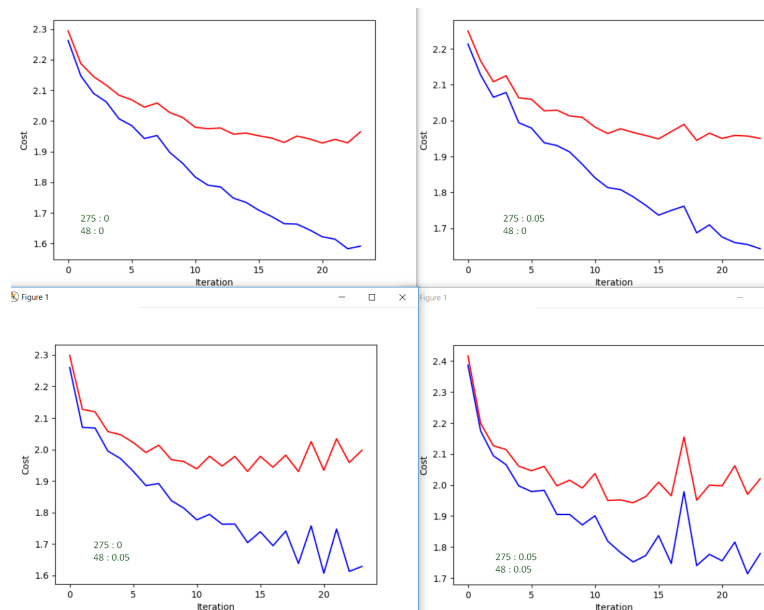 2.3
2.2
2.1
2.0
1.9
1.8
1.7
1.6
Cost
275 : 0
48 : 0
0 5 10 15 20
Iteration
2.2
2.1
2.0
1.9
1.8
1.7
Cost
275 : 0.05
48 : 0
0 5 10 15 20
Iteration
Figure 1
2.3
2.2
2.1
2.0
1.9
1.8
1.7
1.6
Cost
275 : 0
48 : 0.05
0 5 10 15 20
Iteration
Figure 1
2.4
2.3
2.2
2.1
2.0
1.9
1.8
1.7
Cost
275 : 0.05
48 : 0.05
0 5 10 15 20
Iteration